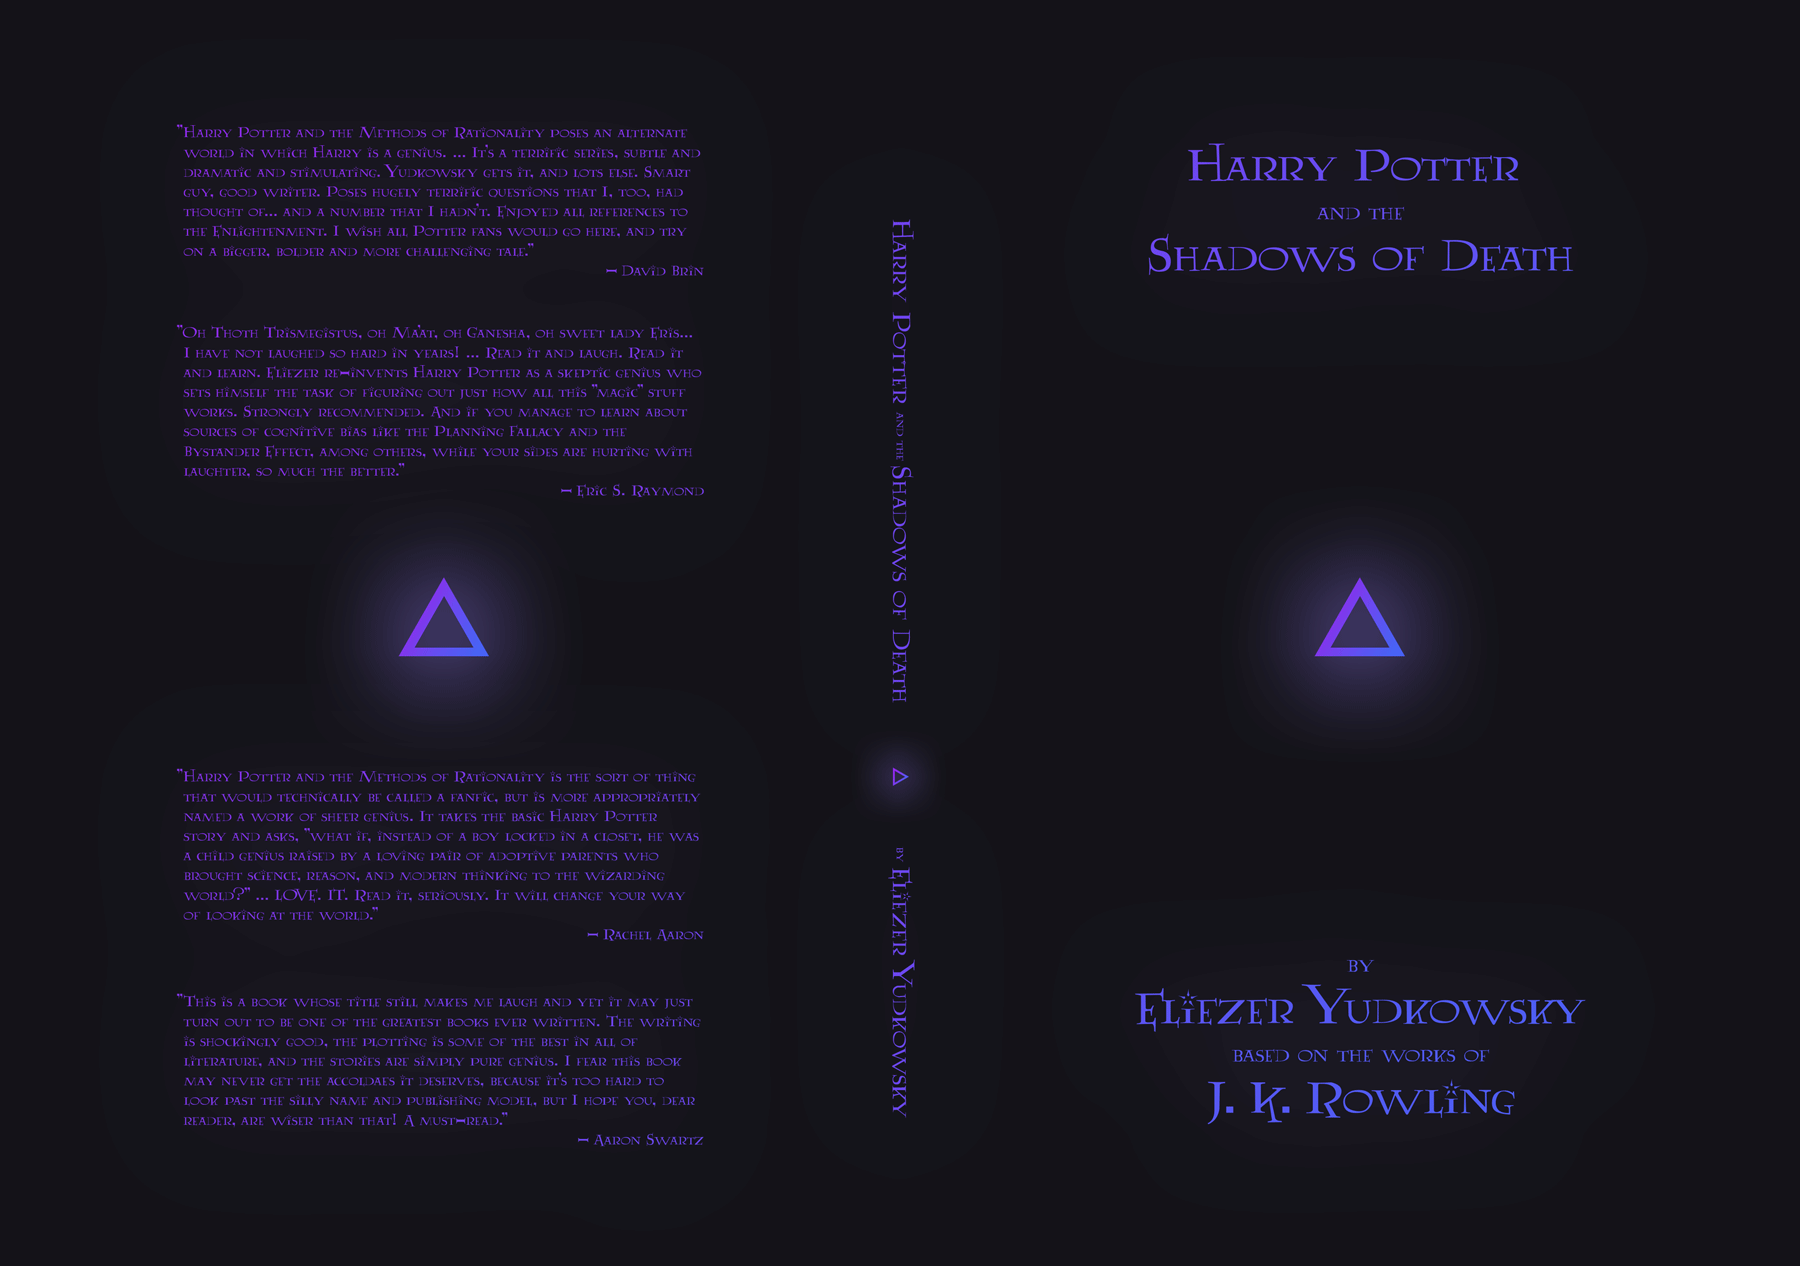 "Harry Potter and the Methods of Rationality poses an alternate
world in which Harry is a genius. ... It's a terrific series, subtle and
dramatic and stimulating. Yudkowsky gets it, and lots else. Smart
guy, good writer. Poses hugely terrific questions that I, too, had
thought of... and a number that I hadn't. Enjoyed all references to
the Enlightenment. I wish all Potter fans would go here, and try
on a bigger, bolder and more challenging tale."
— David Brin
"Oh Thoth Trismegistus, oh Ma'at, oh Ganesha, oh sweet lady Eris...
I have not laughed so hard in years! ... Read it and laugh. Read it
and learn. Eliezer re-invents Harry Potter as a skeptic genius who
sets himself the task of figuring out just how all this "magic" stuff
works. Strongly recommended. And if you manage to learn about
sources of cognitive bias like the Planning Fallacy and the
Bystander Effect, among others, while your sides are hurting with
laughter, so much the better."
— Eric S. Raymond
"Harry Potter and the Methods of Rationality is the sort of thing
that would technically be called a fanfic, but is more appropriately
named a work of sheer genius. It takes the basic Harry Potter
story and asks, "what if, instead of a boy locked in a closet, he was
a child genius raised by a loving pair of adoptive parents who
brought science, reason, and modern thinking to the wizarding
world?" ... LOVE. IT. Read it, seriously. It will change your way
of looking at the world."
— Rachel Aaron
"This is a book whose title still makes me laugh and yet it may just
turn out to be one of the greatest books ever written. The writing
is shockingly good, the plotting is some of the best in all of
literature, and the stories are simply pure genius. I fear this book
may never get the accoldaes it deserves, because it's too hard to
look past the silly name and publishing model, but I hope you, dear
reader, are wiser than that! A must-read."
— Aaron Swartz
Harry Potter and the Shadows of Death
by Eliezer Yudkowsky
Harry Potter
and the
Shadows of Death
by
Eliezer Yudkowsky
based on the works of
J. K. Rowling